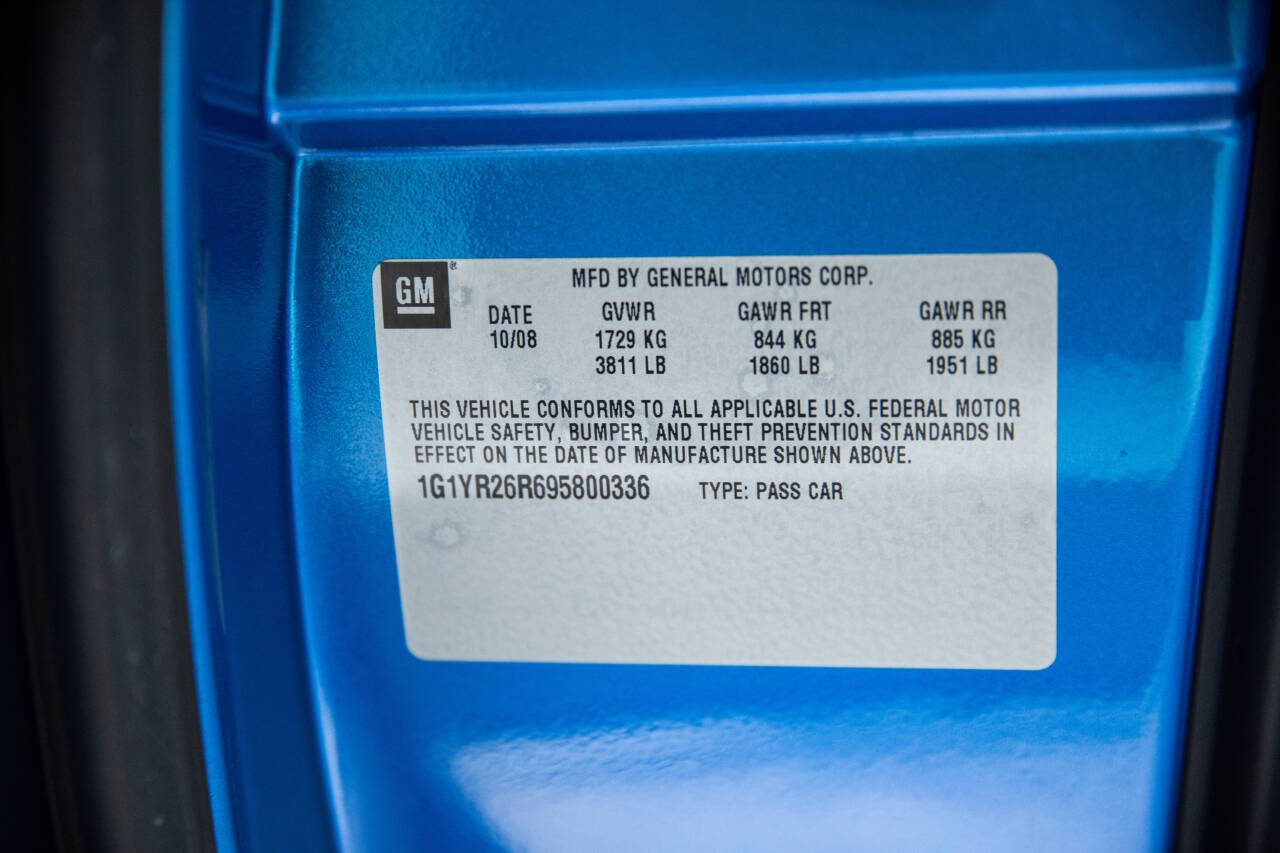 GM ® MFD BY GENERAL MOTORS CORP.
DATE GVWR GAWR FRT GAWR RR
10/08 1729 KG 844 KG 885 KG
3811 LB 1860 LB 1951 LB
THIS VEHICLE CONFORMS TO ALL APPLICABLE U.S. FEDERAL MOTOR
VEHICLE SAFETY, BUMPER, AND THEFT PREVENTION STANDARDS IN
EFFECT ON THE DATE OF MANUFACTURE SHOWN ABOVE.
1G1YR26R695800336 TYPE: PASS CAR